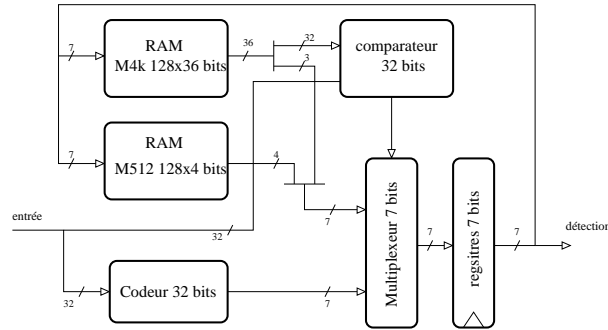 RAM
M4k 128x36 bits
7
36
32
3
comparateur
32 bits
RAM
M512 128x4 bits
7
4
7
entrée
32
32
Codeur 32 bits
7
Multiplexeur 7 bits
7
regsitres 7 bits
7
détection